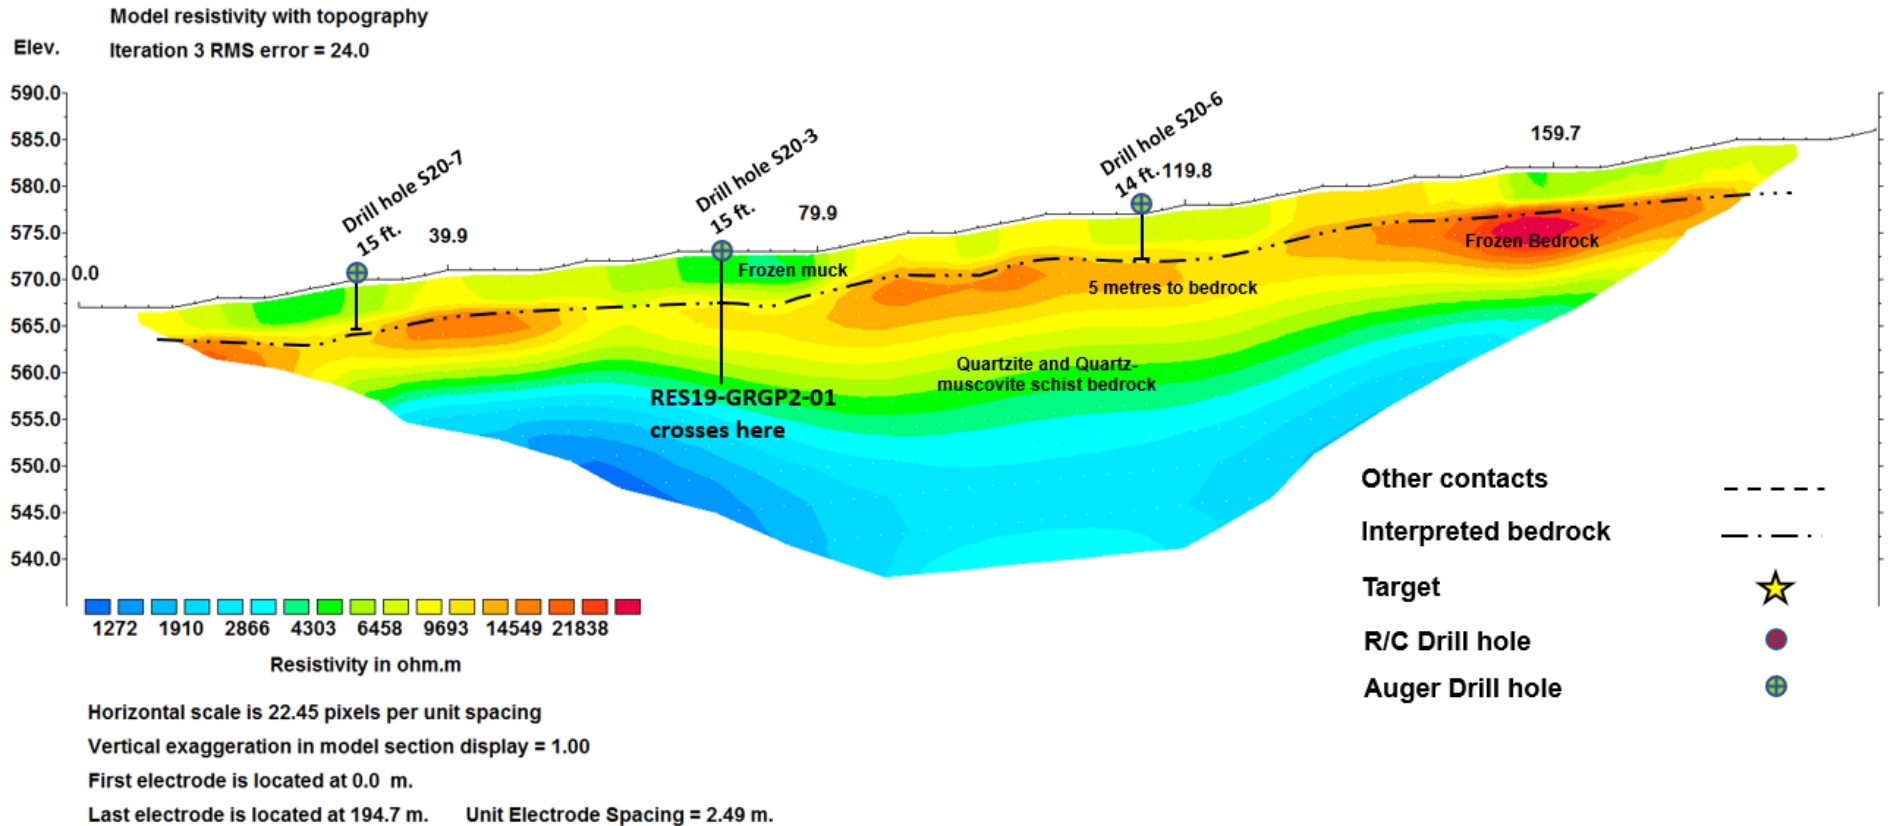 Model resistivity with topography
Elev.
Iteration 3 RMS error = 24.0
590.0
585.0
580.0
575.0
570.0
565.0
560.0
555.0
550.0
545.0
540.0
0.0
Drill hole S20-7
15 ft.
39.9
Drill hole S20-3
15 ft.
79.9
Drill hole S20-6
14 ft.
119.8
159.7
Frozen muck
5 metres to bedrock
Frozen Bedrock
Quartzite and Quartz-
muscovite schist bedrock
RES19-GRGP2-01
crosses here
Other contacts
Interpreted bedrock
Target
R/C Drill hole
Auger Drill hole
1272 1910 2866 4303 6458 9693 14549 21838
Resistivity in ohm.m
Horizontal scale is 22.45 pixels per unit spacing
Vertical exaggeration in model section display = 1.00
First electrode is located at 0.0 m.
Last electrode is located at 194.7 m. Unit Electrode Spacing = 2.49 m.